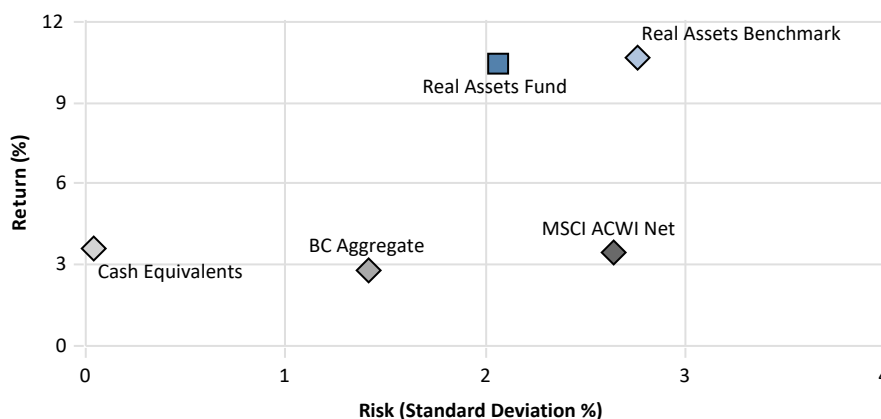 12
Real Assets Benchmark
Real Assets Fund
9
Return (%)
6
MSCI ACWI Net
BC Aggregate
Cash Equivalents
3
0
0 1 2 3 4
Risk (Standard Deviation %)